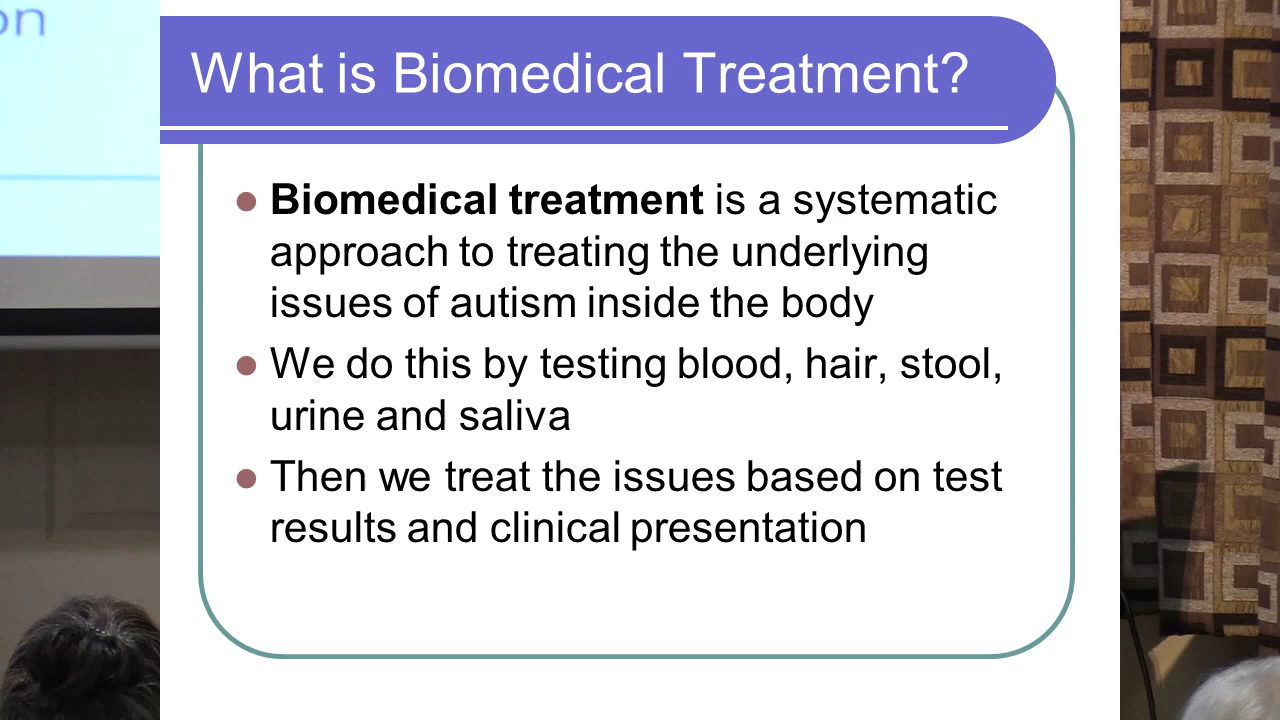 on
What is Biomedical Treatment?
Biomedical treatment is a systematic
approach to treating the underlying
issues of autism inside the body
We do this by testing blood, hair, stool,
urine and saliva
Then we treat the issues based on test
results and clinical presentation